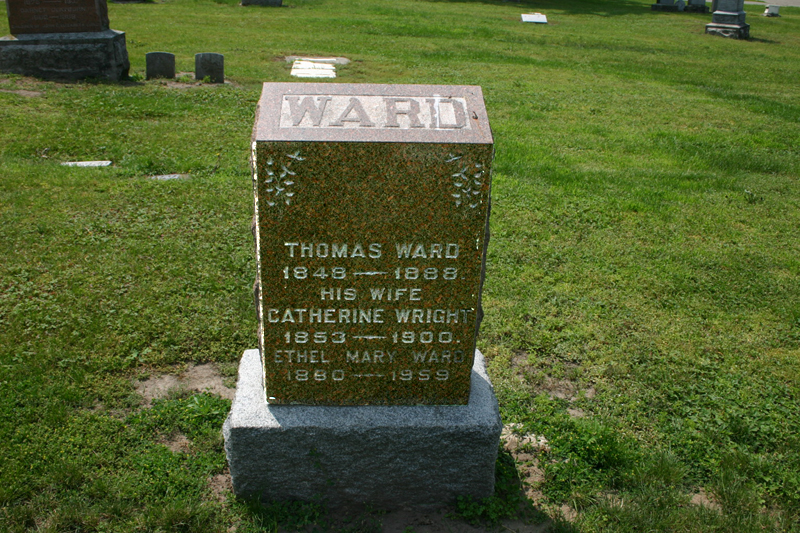 WARD
THOMAS WARD
1848 — 1888.
HIS WIFE
CATHERINE WRIGHT
1853 — 1900.
ETHEL MARY WARD
1880 — 1959